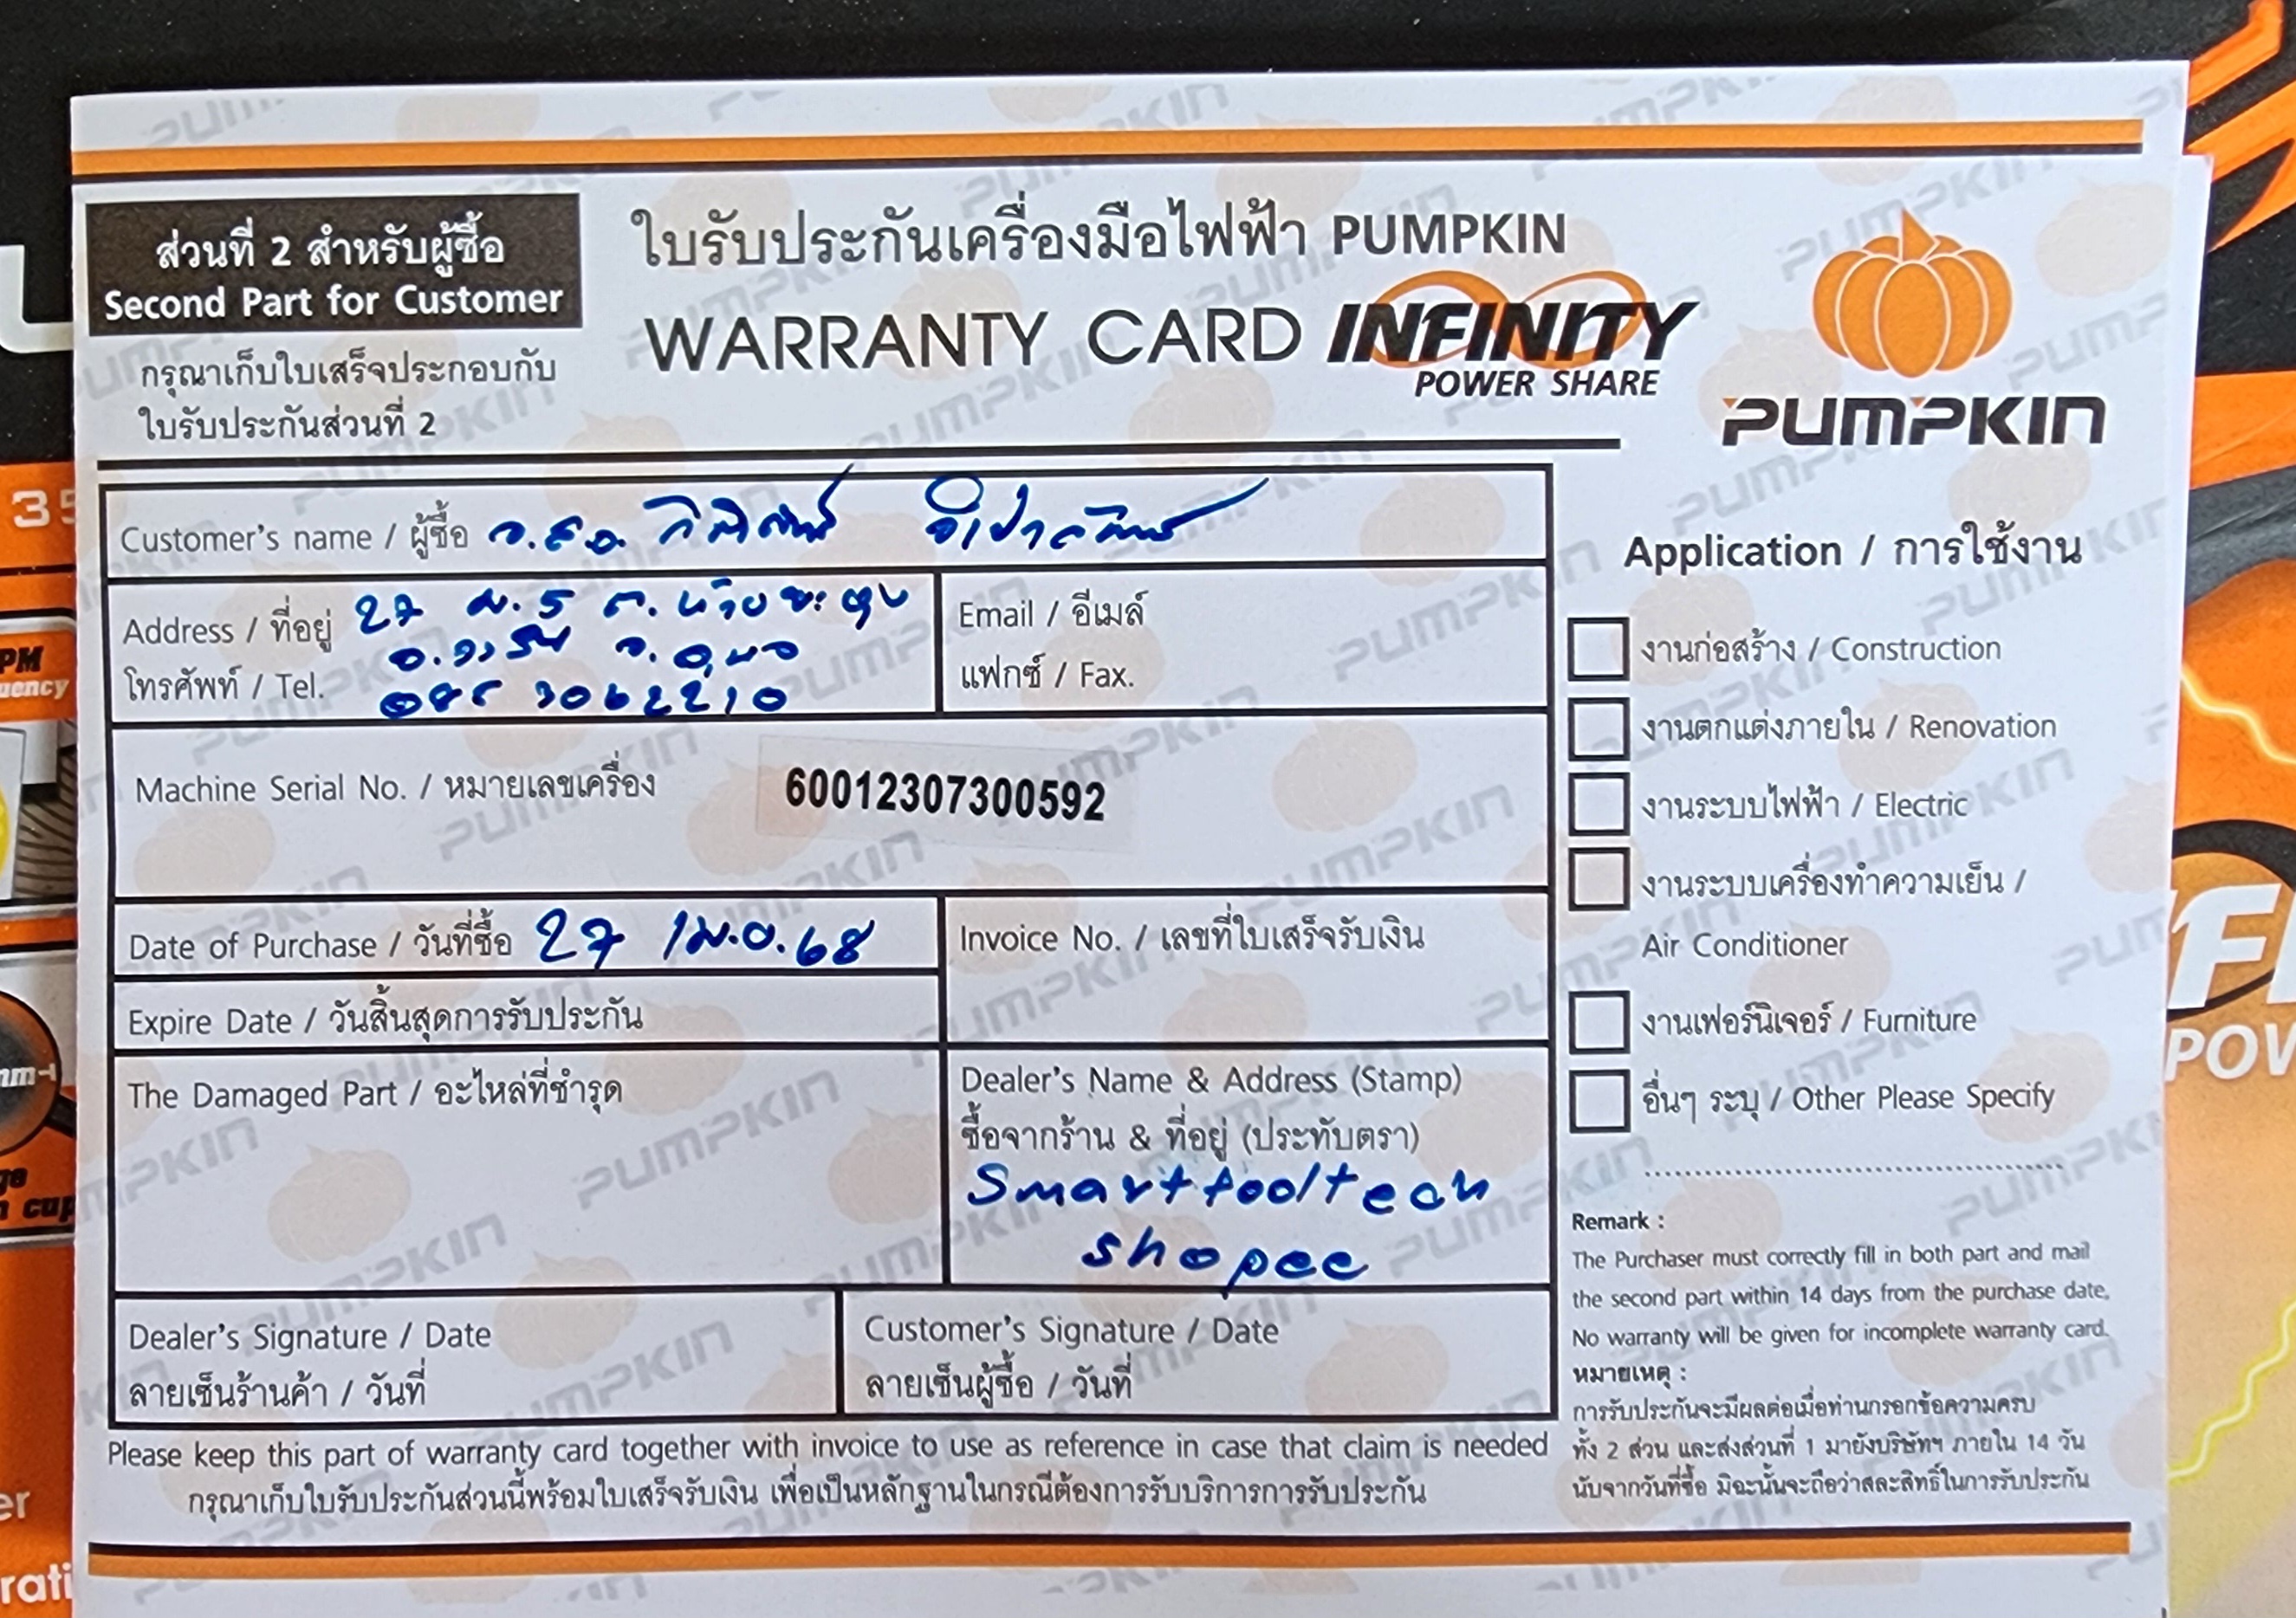 ส่วนที่ 2 สำหรับผู้ซื้อ
Second Part for Customer
กรุณาเก็บใบเสร็จประกอบกับ
ใบรับประกันส่วนที่ 2
ใบรับประกันเครื่องมือไฟฟ้า PUMPKIN
WARRANTY CARD INFINITY
POWER SHARE
PUMPKIN
Customer's name / ผู้ซื้อ จ.ส.อ.
Address / ที่อยู่ 27 ม.5 ต.
โทรศัพท์ / Tel.
Email / อีเมล์
แฟกซ์ / Fax.
Machine Serial No. / หมายเลขเครื่อง 60012307300592
Date of Purchase / วันที่ซื้อ 27 เม.ย.68
Invoice No. / เลขที่ใบเสร็จรับเงิน
Expire Date / วันสิ้นสุดการรับประกัน
The Damaged Part / อะไหล่ที่ชำรุด
Dealer's Name & Address (Stamp)
ซื้อจากร้าน & ที่อยู่ (ประทับตรา)
Smarttooltech
shopee
Dealer's Signature / Date
ลายเซ็นร้านค้า / วันที่
Customer's Signature / Date
ลายเซ็นผู้ซื้อ / วันที่
Please keep this part of warranty card together with invoice to use as reference in case that claim is needed
กรุณาเก็บใบรับประกันส่วนนี้พร้อมใบเสร็จรับเงิน เพื่อเป็นหลักฐานในกรณีต้องการรับบริการการรับประกัน
Application / การใช้งาน
งานก่อสร้าง / Construction
งานตกแต่งภายใน / Renovation
งานระบบไฟฟ้า / Electric
งานระบบเครื่องทำความเย็น /
Air Conditioner
งานเฟอร์นิเจอร์ / Furniture
อื่นๆ ระบุ / Other Please Specify
Remark :
The Purchaser must correctly fill in both part and mail
the second part within 14 days from the purchase date,
No warranty will be given for incomplete warranty card.
หมายเหตุ :
การรับประกันจะมีผลต่อเมื่อท่านกรอกข้อความครบ
ทั้ง 2 ส่วน และส่งส่วนที่ 1 มายังบริษัทฯ ภายใน 14 วัน
นับจากวันที่ซื้อ มิฉะนั้นจะถือว่าสละสิทธิ์ในการรับประกัน